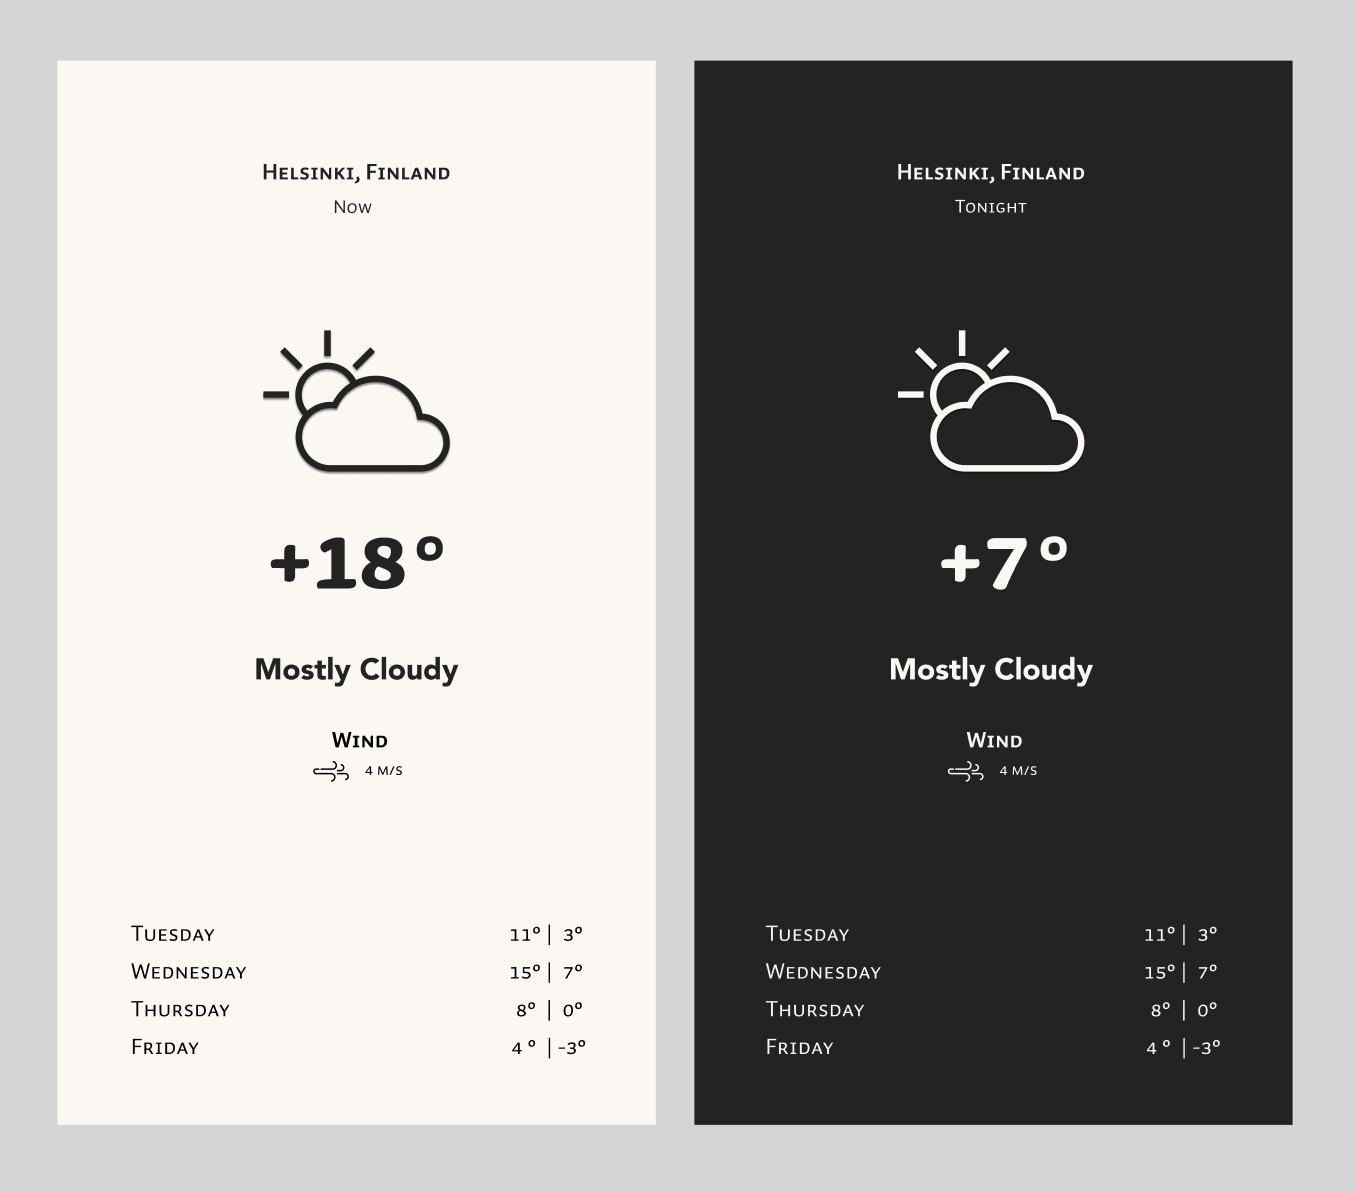 Helsinki, Finland
Now
+18°
Mostly Cloudy
Wind
4 m/s
Tuesday 11° | 3°
Wednesday 15° | 7°
Thursday 8° | 0°
Friday 4 ° | -3°
Helsinki, Finland
Tonight
+7°
Mostly Cloudy
Wind
4 m/s
Tuesday 11° | 3°
Wednesday 15° | 7°
Thursday 8° | 0°
Friday 4 ° | -3°